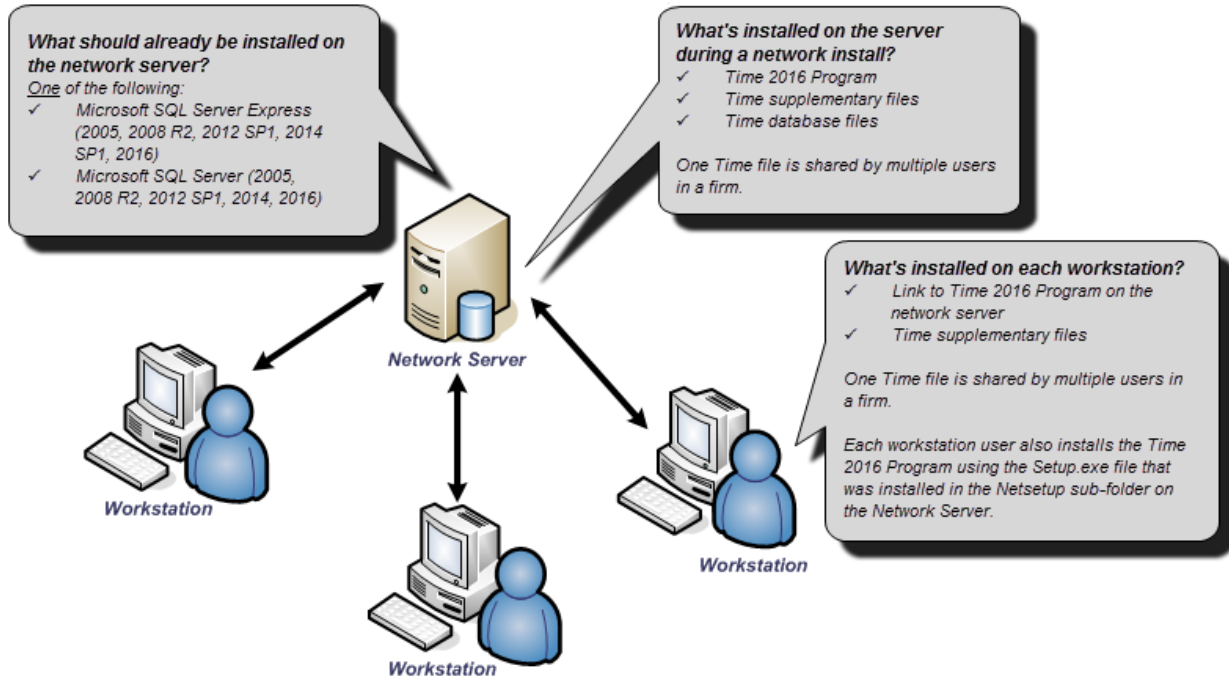 What should already be installed on
the network server?
One of the following:
✓ Microsoft SQL Server Express
(2005, 2008 R2, 2012 SP1, 2014
SP1, 2016)
✓ Microsoft SQL Server (2005,
2008 R2, 2012 SP1, 2014, 2016)
What's installed on the server
during a network install?
✓ Time 2016 Program
✓ Time supplementary files
✓ Time database files
One Time file is shared by multiple users
in a firm.
What's installed on each workstation?
✓ Link to Time 2016 Program on the
network server
✓ Time supplementary files
One Time file is shared by multiple users in
a firm.
Each workstation user also installs the Time
2016 Program using the Setup.exe file that
was installed in the Netsetup sub-folder on
the Network Server.
Network Server
Workstation
Workstation
Workstation